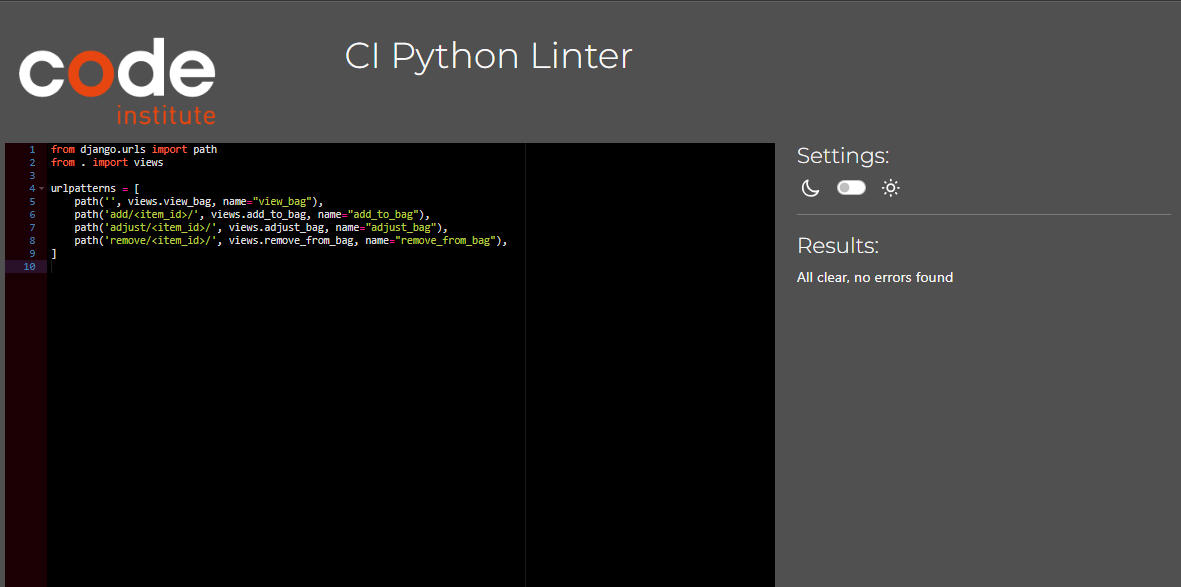 code
institute
CI Python Linter
1 from django.urls import path
2 from . import views
3
4 urlpatterns = [
5     path('', views.view_bag, name="view_bag"),
6     path('add/<item_id>/', views.add_to_bag, name="add_to_bag"),
7     path('adjust/<item_id>/', views.adjust_bag, name="adjust_bag"),
8     path('remove/<item_id>/', views.remove_from_bag, name="remove_from_bag"),
9 ]
10
Settings:
Results:
All clear, no errors found